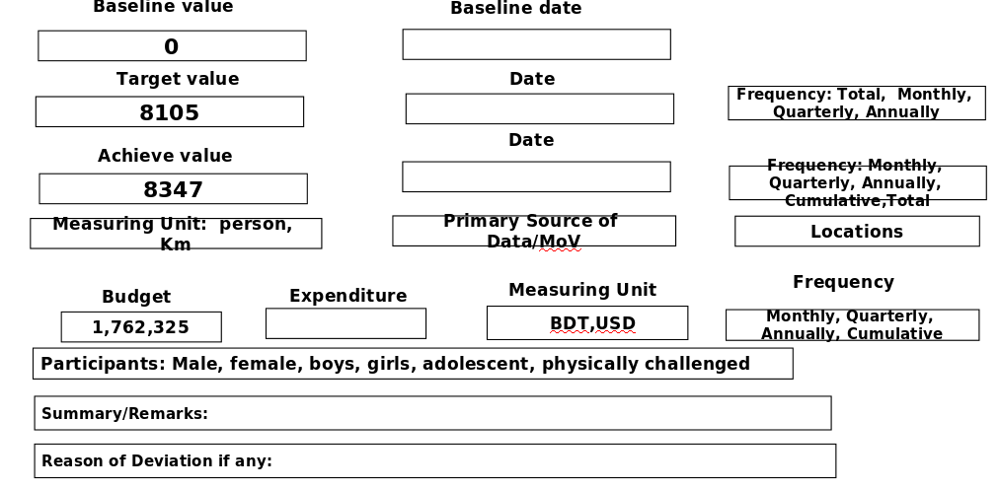 Baseline value
Baseline date
0
Target value
Date
8105
Frequency: Total,  Monthly,
Quarterly, Annually
Date
Achieve value
8347
Frequency: Monthly,
Quarterly, Annually,
Cumulative,Total
Measuring Unit:  person,
Km
Primary Source of
Data/MoV
Locations
Budget
Expenditure
Measuring Unit
Frequency
1,762,325
BDT,USD
Monthly, Quarterly,
Annually, Cumulative
Participants: Male, female, boys, girls, adolescent, physically challenged
Summary/Remarks:
Reason of Deviation if any: